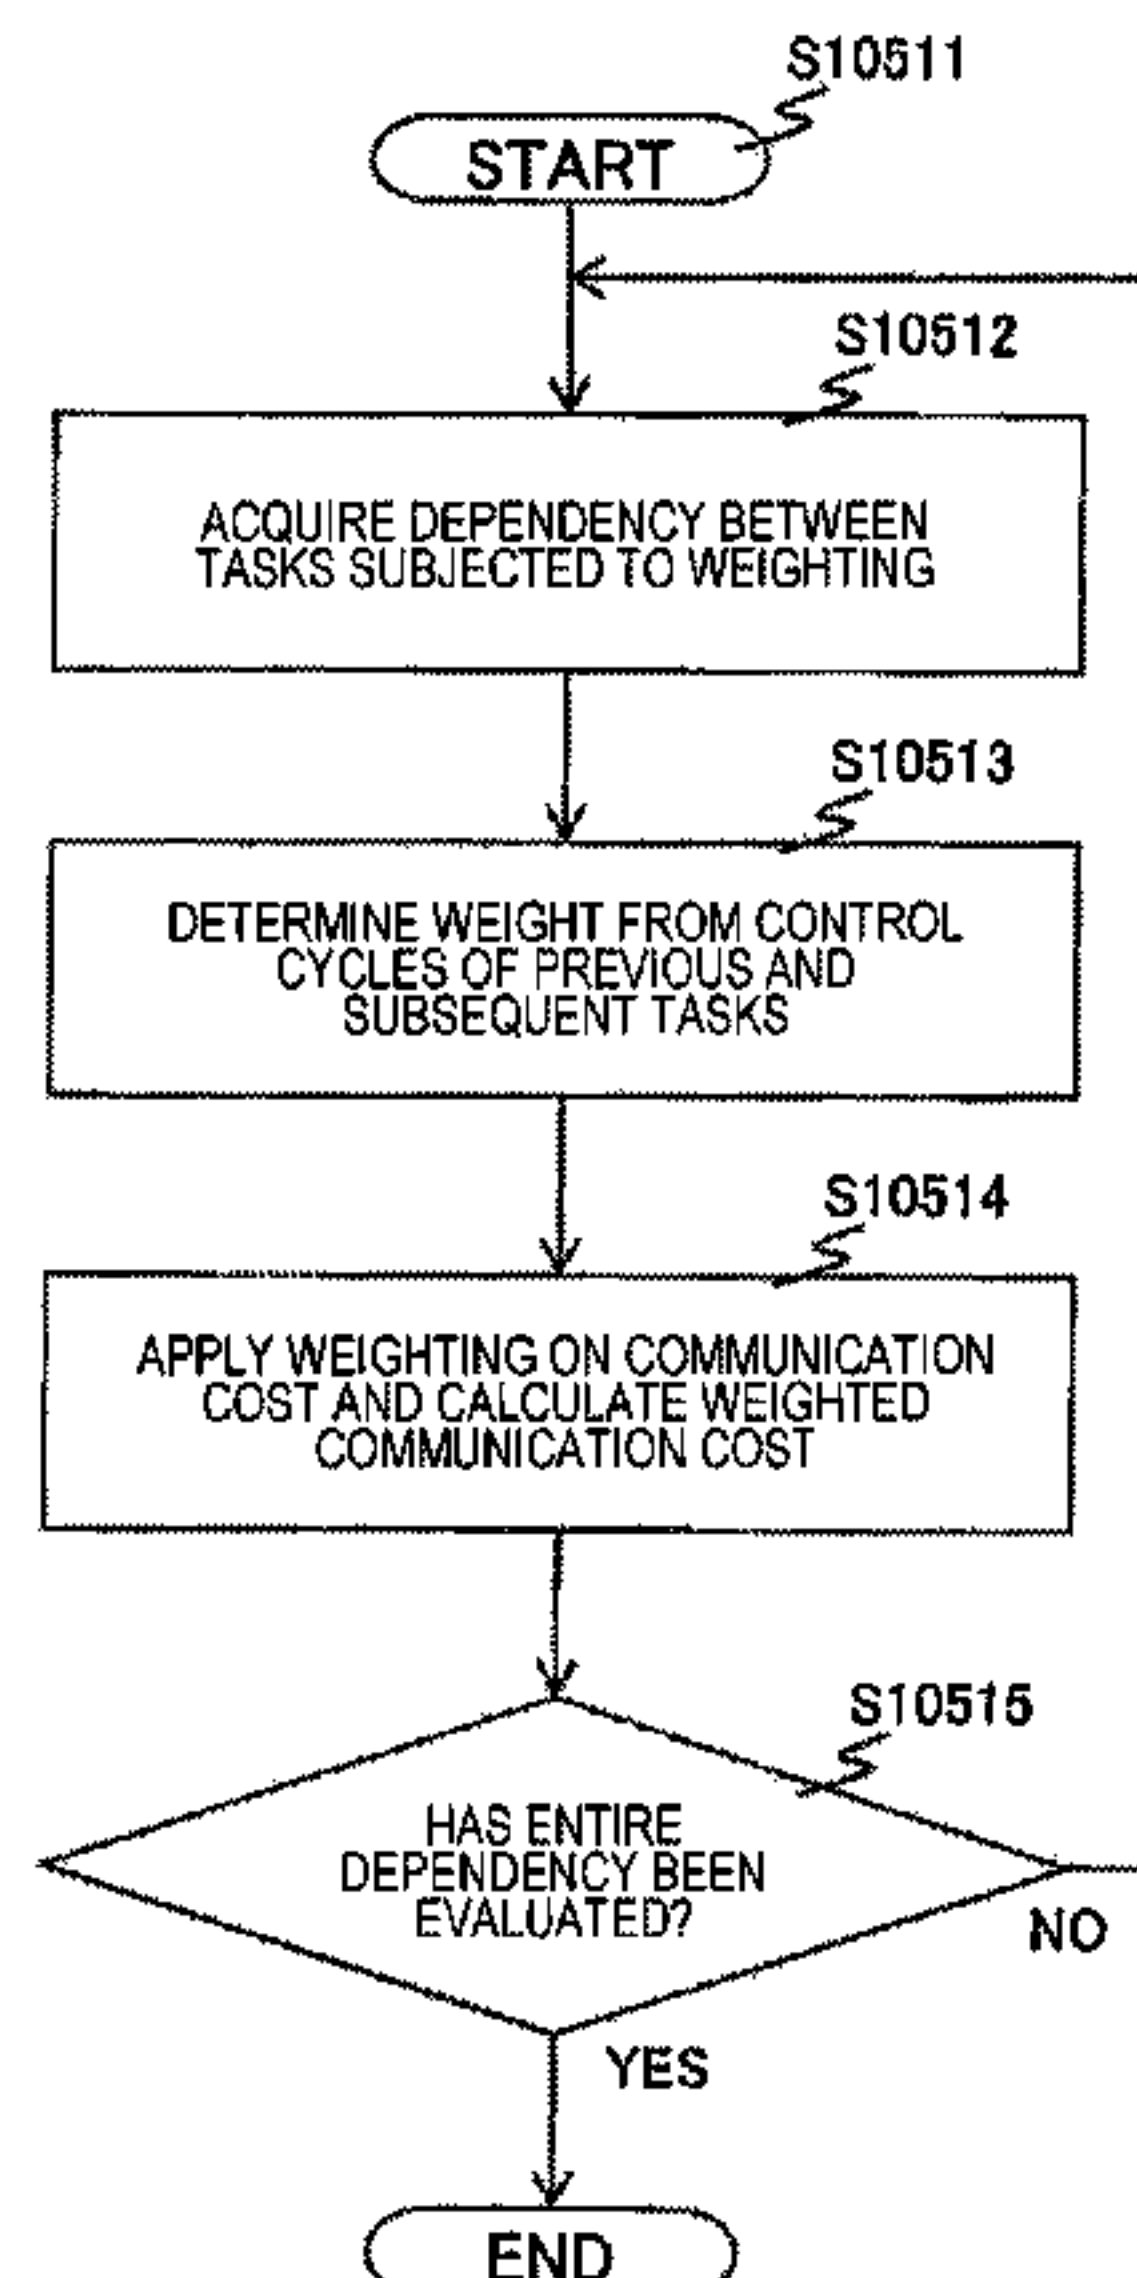 S10511
START
S10512
ACQUIRE DEPENDENCY BETWEEN
TASKS SUBJECTED TO WEIGHTING
S10513
DETERMINE WEIGHT FROM CONTROL
CYCLES OF PREVIOUS AND
SUBSEQUENT TASKS
S10514
APPLY WEIGHTING ON COMMUNICATION
COST AND CALCULATE WEIGHTED
COMMUNICATION COST
S10515
HAS ENTIRE
DEPENDENCY BEEN
EVALUATED?
NO
YES
END